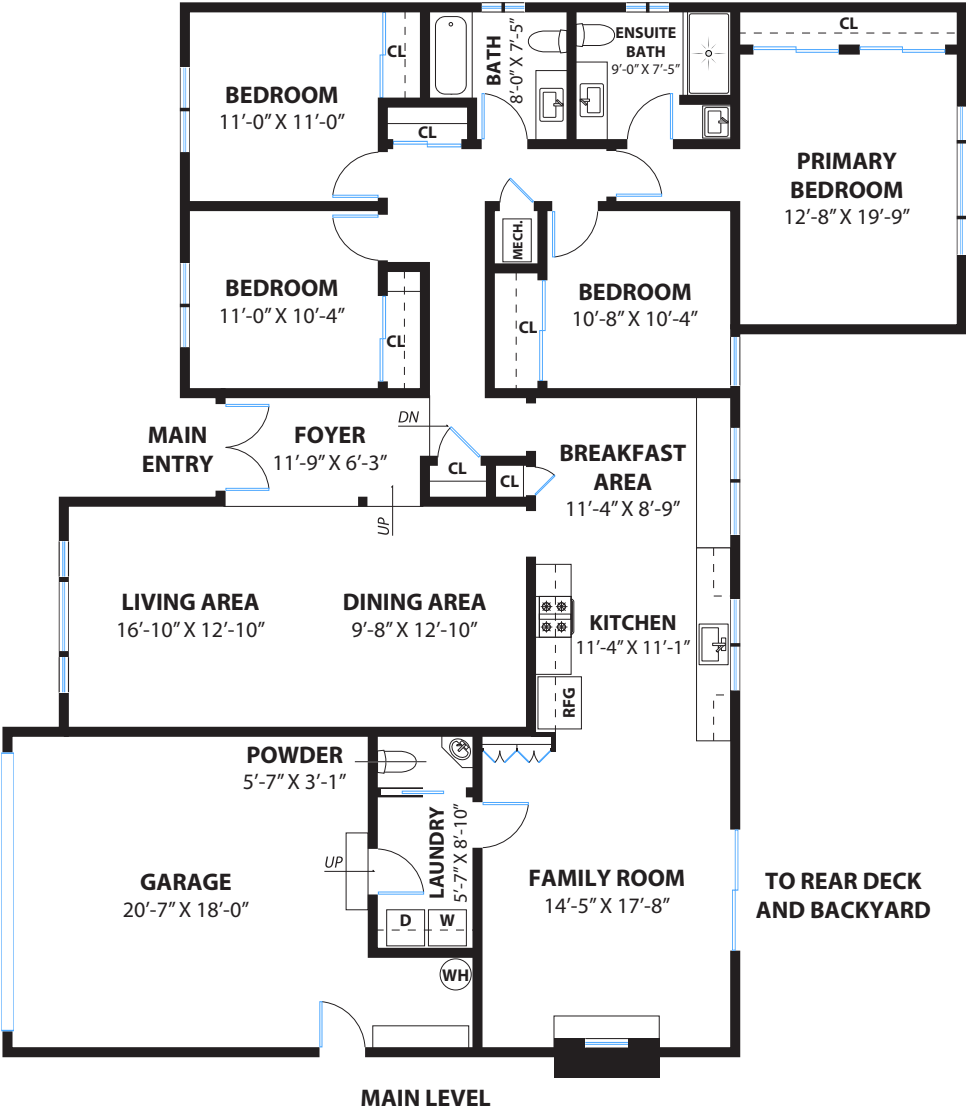 CL
BEDROOM
11′-0″ X 11′-0″
CL
BATH
8′-0″ X 7′-5″
ENSUITE
BATH
9′-0″ X 7′-5″
CL
PRIMARY
BEDROOM
12′-8″ X 19′-9″
MECH.
BEDROOM
11′-0″ X 10′-4″
CL
BEDROOM
10′-8″ X 10′-4″
CL
MAIN
ENTRY
FOYER
11′-9″ X 6′-3″
DN
CL
CL
BREAKFAST
AREA
11′-4″ X 8′-9″
UP
LIVING AREA
16′-10″ X 12′-10″
DINING AREA
9′-8″ X 12′-10″
KITCHEN
11′-4″ X 11′-1″
RFG
POWDER
5′-7″ X 3′-1″
LAUNDRY
5′-7″ X 8′-10″
UP
D
W
GARAGE
20′-7″ X 18′-0″
FAMILY ROOM
14′-5″ X 17′-8″
TO REAR DECK
AND BACKYARD
WH
MAIN LEVEL